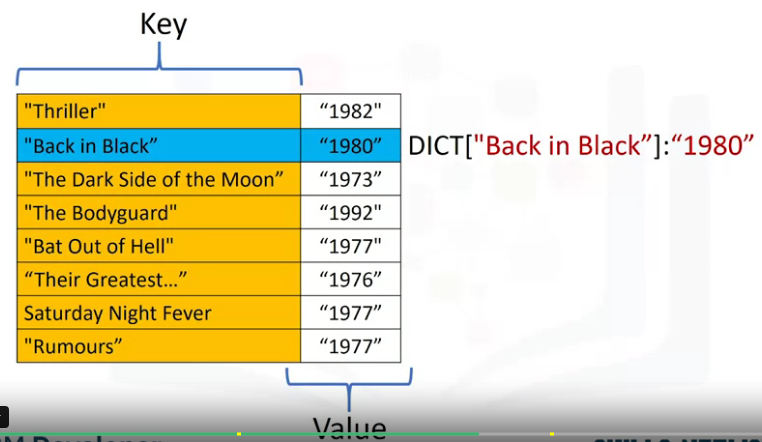 Key
"Thriller" “1982"
"Back in Black” “1980” DICT["Back in Black”]:“1980”
"The Dark Side of the Moon” “1973”
"The Bodyguard" “1992"
"Bat Out of Hell" “1977"
“Their Greatest...” “1976”
Saturday Night Fever “1977”
"Rumours” “1977”
Value